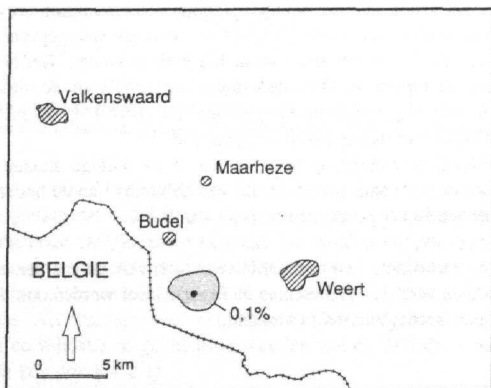 Valkenswaard
Maarheze
Budel
BELGIE
Weert
0,1%
0 5 km